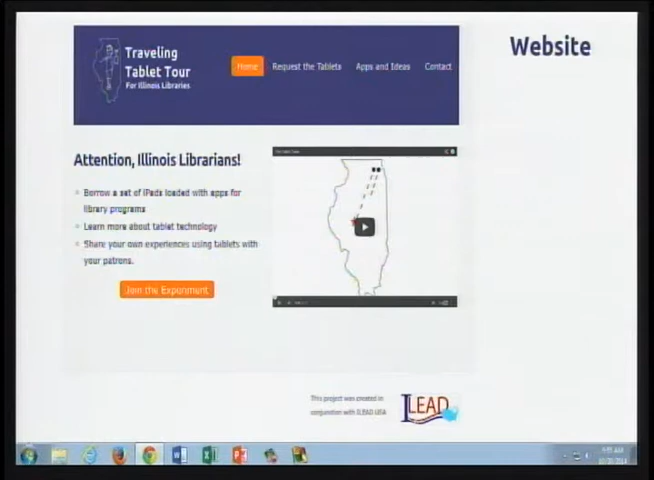 Website
Traveling
Tablet Tour
For Illinois Libraries
Home
Request the Tablets
Apps and Ideas
Contact
Attention, Illinois Librarians!
Borrow a set of iPads loaded with apps for
library programs
Learn more about tablet technology
Share your own experiences using tablets with
your patrons.
Join the Experiment
This project was created in
conjunction with ILEAD USA
ILEAD